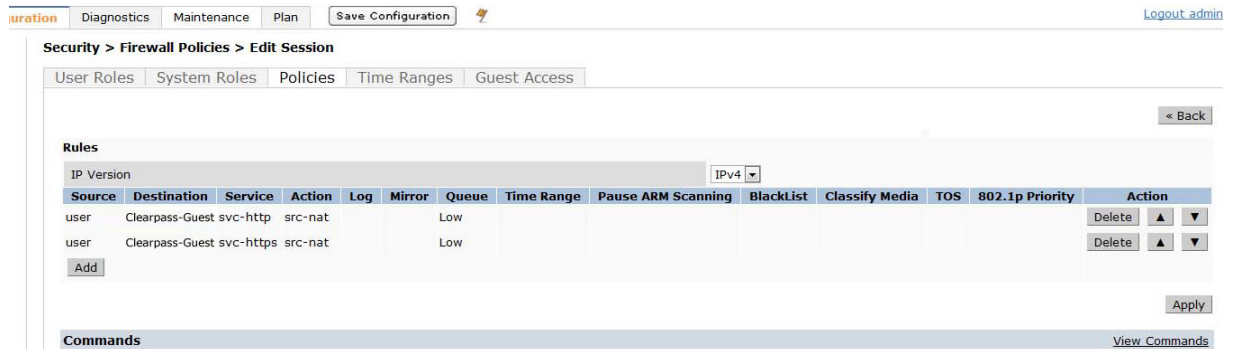 uration Diagnostics Maintenance Plan Save Configuration Logout admin
Security > Firewall Policies > Edit Session
User Roles System Roles Policies Time Ranges Guest Access
« Back
Rules
IP Version IPv4
Source Destination Service Action Log Mirror Queue Time Range Pause ARM Scanning BlackList Classify Media TOS 802.1p Priority Action
user Clearpass-Guest svc-http src-nat Low Delete ▲ ▼
user Clearpass-Guest svc-https src-nat Low Delete ▲ ▼
Add
Apply
Commands View Commands